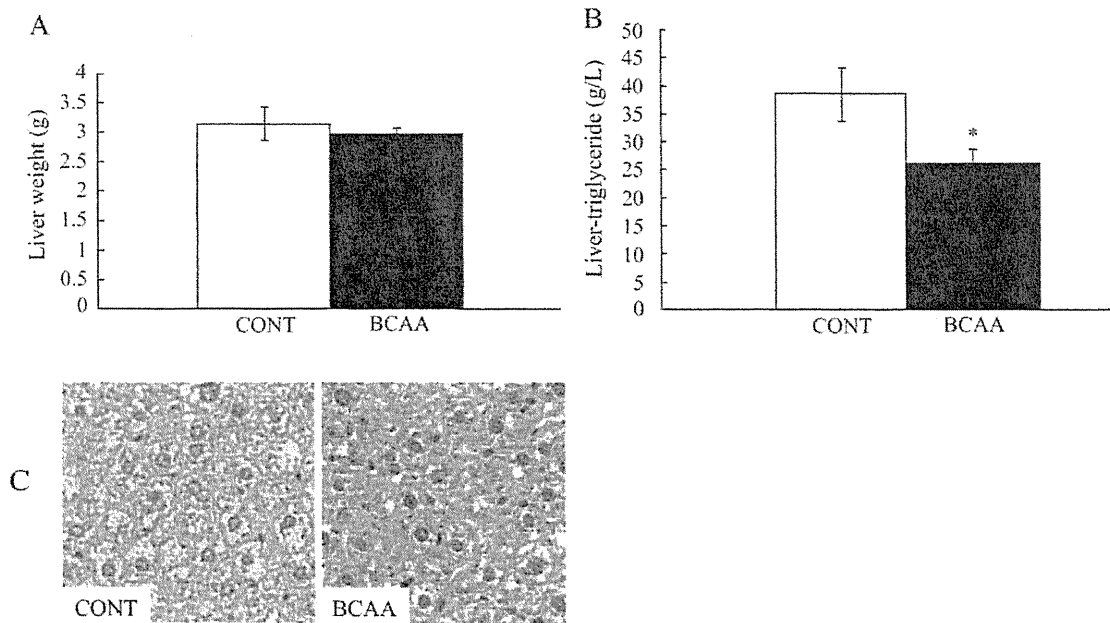 A
Liver weight (g)
4
3.5
3
2.5
2
1.5
1
0.5
0
CONT BCAA
B
Liver-triglyceride (g/L)
50
45
40
35
30
25
20
15
10
5
0
*
CONT BCAA
C
CONT
BCAA